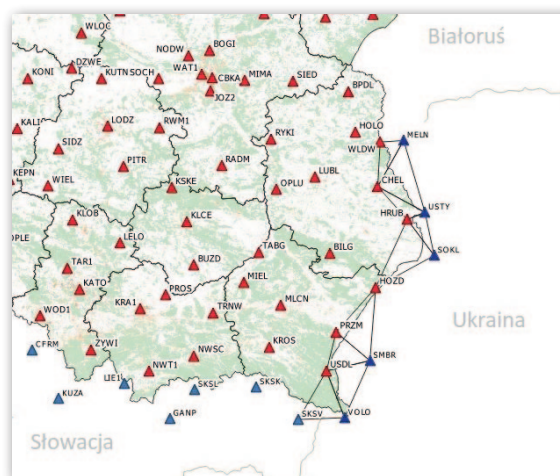 WLOC
Białoruś
NODW
BOGI
DZWE
KONI
KUTN
SOCH
WAT1
CBKA
MIMA
SIED
JOZ2
BPDL
KALI
LODZ
RWM1
HOLO
RYKI
WLDW
MELN
SIDZ
PITR
RADM
KEPN
WIEL
KSKE
OPLU
LUBL
CHEL
KLOB
KLCE
HRUB
USTY
OPLE
LELO
TABG
BILG
SOKL
TAR1
BUZD
KATO
PROS
MIEL
HOZD
KRA1
MLCN
WOD1
TRNW
Ukraina
PRZM
CFRM
ZYWI
NWSC
KROS
SMBR
NWT1
USDL
LIE1
SKSL
SKSK
KUZA
GANP
SKSV
VOLO
Słowacja